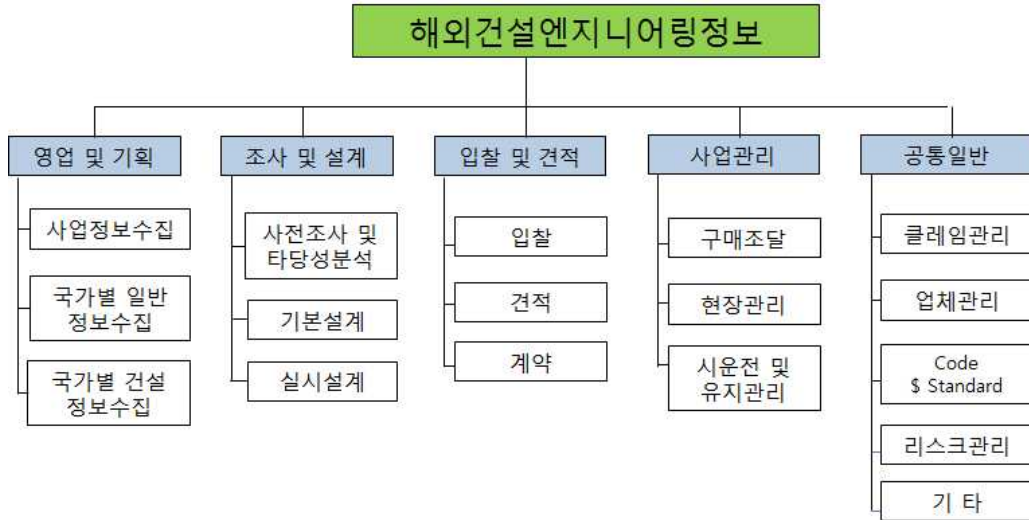 해외건설엔지니어링정보
영업 및 기획
사업정보수집
국가별 일반
정보수집
국가별 건설
정보수집
조사 및 설계
사전조사 및
타당성분석
기본설계
실시설계
입찰 및 견적
입찰
견적
계약
사업관리
구매조달
현장관리
시운전 및
유지관리
공통일반
클레임관리
업체관리
Code
$ Standard
리스크관리
기 타